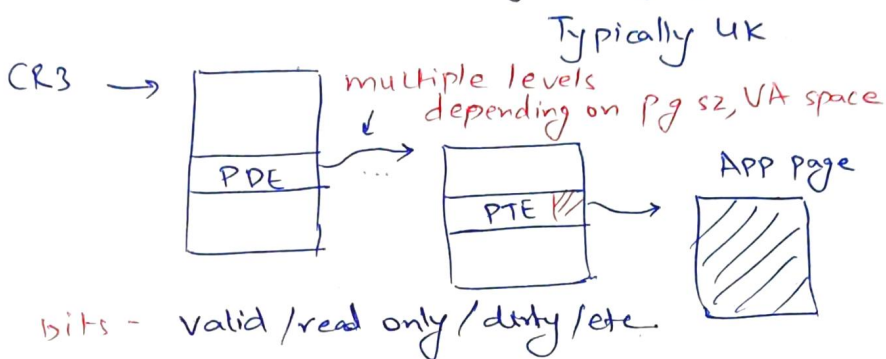 Typically 4K
CR3
multiple levels
depending on pg sz, VA space
PDE
...
PTE
App page
bits - valid / read only / dirty / etc